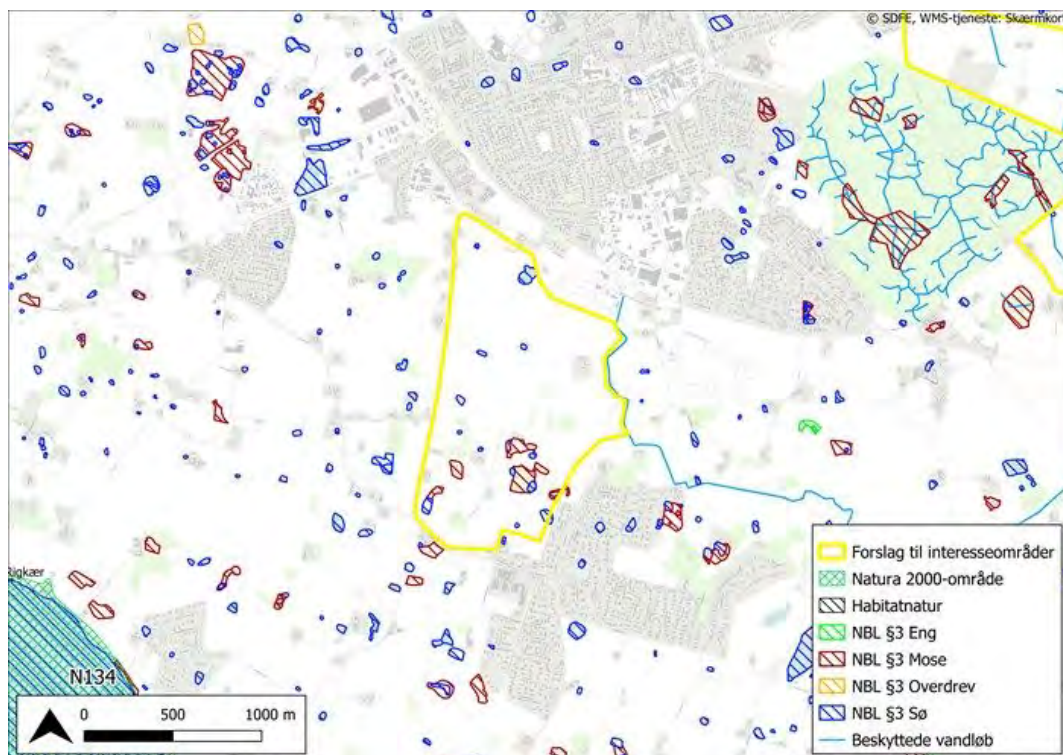 © SDFE, WMS-tjeneste: Skærmkor
Rigkær
N134
0 500 1000 m
Forslag til interesseområder
Natura 2000-område
Habitatnatur
NBL §3 Eng
NBL §3 Mose
NBL §3 Overdrev
NBL §3 Sø
Beskyttede vandløb